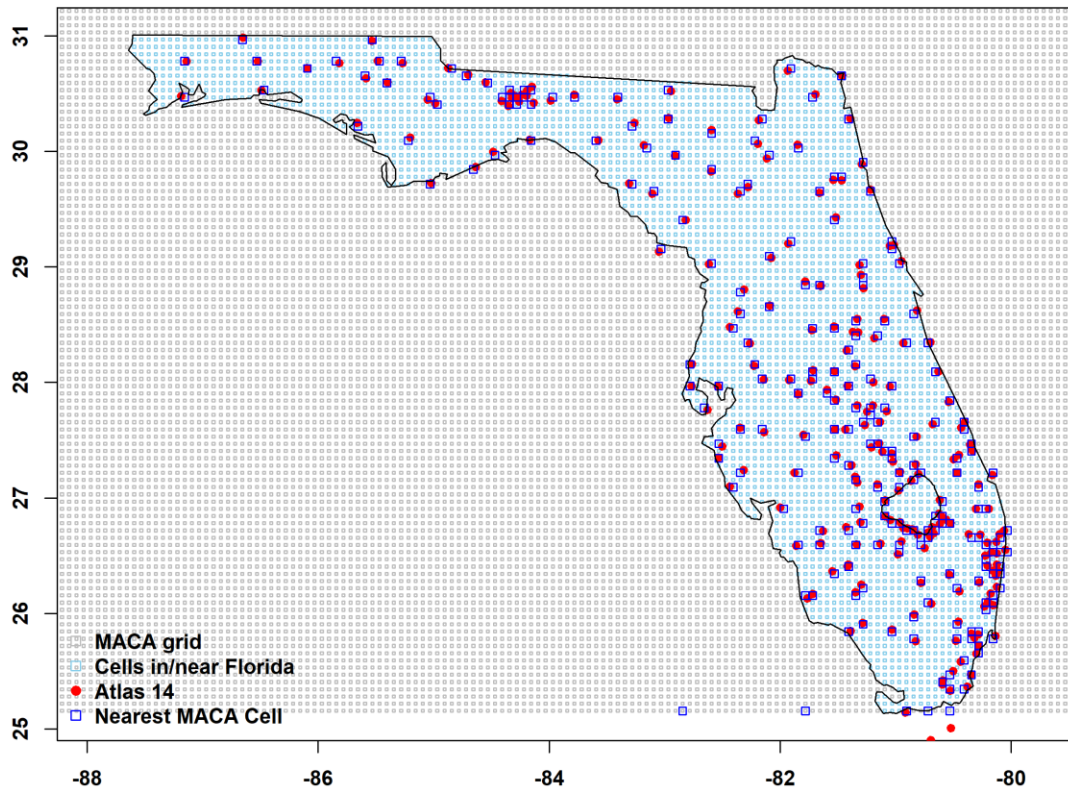 31
30
29
28
27
26
25
MACA grid
Cells in/near Florida
Atlas 14
Nearest MACA Cell
-88 -86 -84 -82 -80